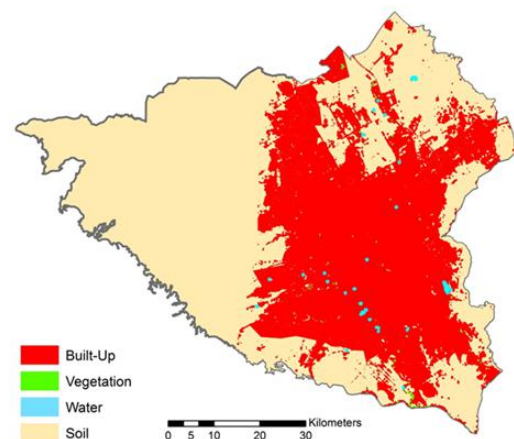 Built-Up
Vegetation
Water
Soil
Kilometers
0 5 10 20 30